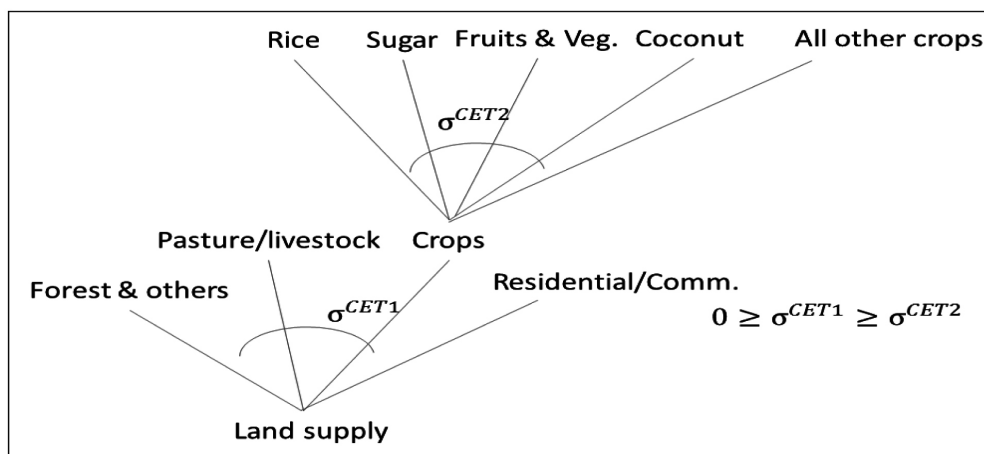 Rice Sugar Fruits & Veg. Coconut All other crops
σ^CET2
Pasture/livestock Crops
Forest & others Residential/Comm.
σ^CET1
0 ≥ σ^CET1 ≥ σ^CET2
Land supply